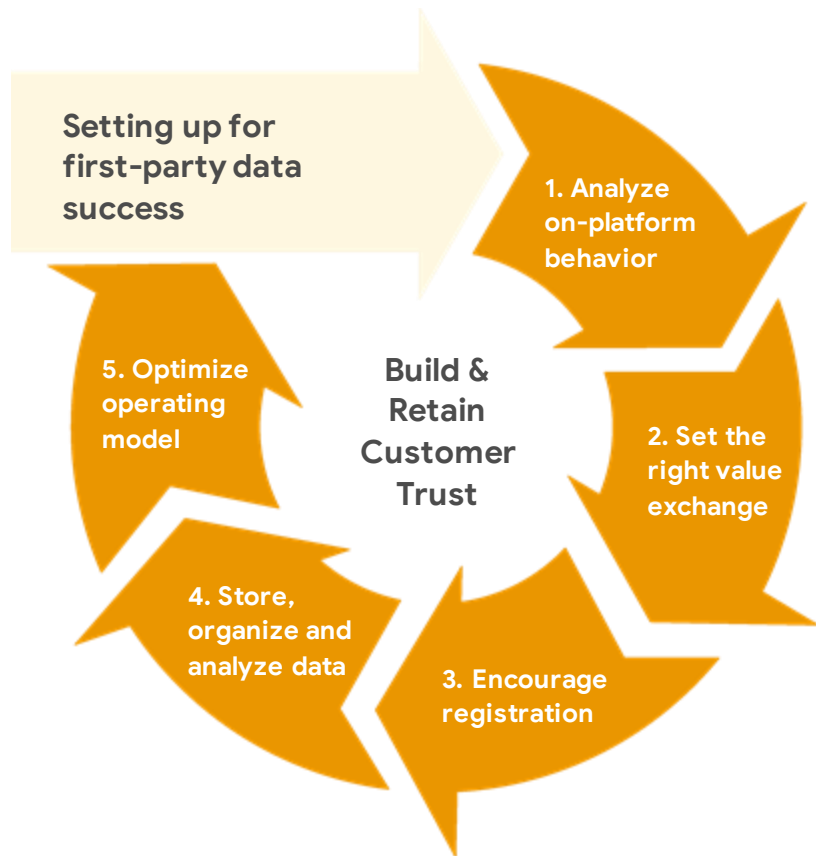 Setting up for
first-party data
success
1. Analyze
on-platform
behavior
2. Set the
right value
exchange
3. Encourage
registration
4. Store,
organize and
analyze data
5. Optimize
operating
model
Build &
Retain
Customer
Trust